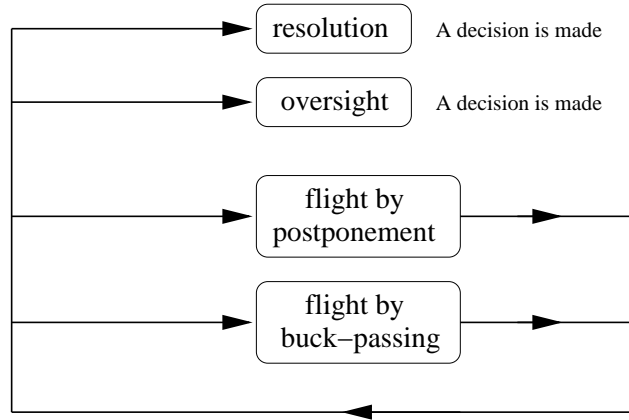 resolution
A decision is made
oversight
A decision is made
flight by
postponement
flight by
buck−passing